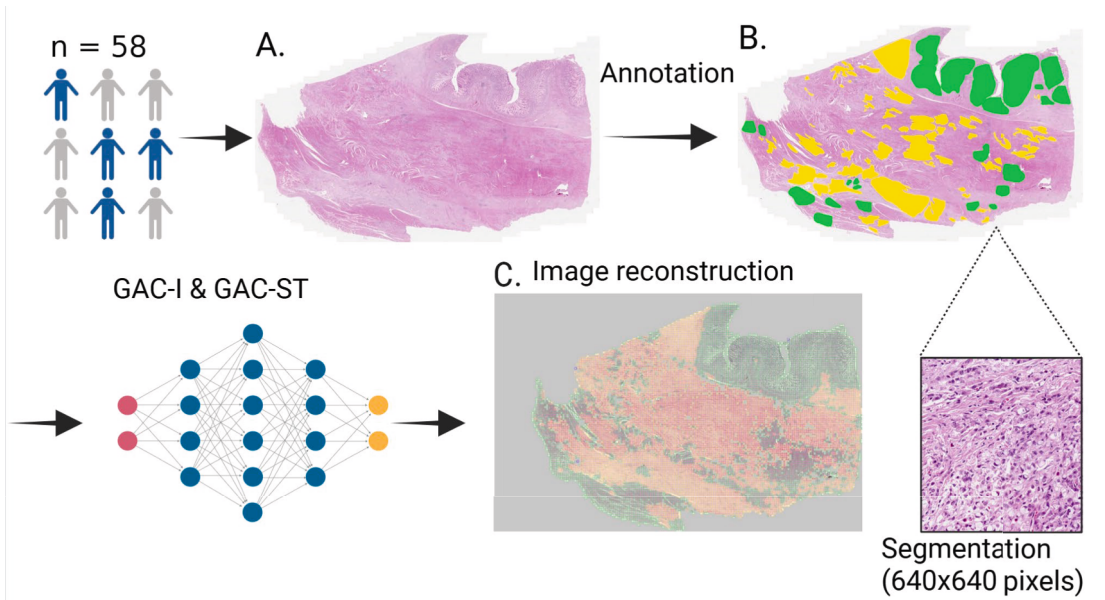 n = 58
A.
Annotation
B.
GAC-I & GAC-ST
C. Image reconstruction
Segmentation
(640x640 pixels)